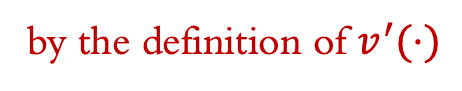 by the definition of v′(·)